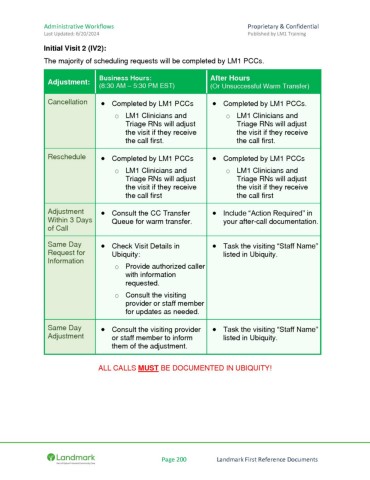 Administrative Workflows
Proprietary & Confidential
Last Updated: 6/20/2024
Published by LM1 Training
Initial Visit 2 (IV2):
The majority of scheduling requests will be completed by LM1 PCCs.
Adjustment:
Business Hours:
(8:30 AM – 5:30 PM EST)
After Hours
(Or Unsuccessful Warm Transfer)
Cancellation
• Completed by LM1 PCCs
o LM1 Clinicians and
Triage RNs will adjust
the visit if they receive
the call first.
• Completed by LM1 PCCs.
o LM1 Clinicians and
Triage RNs will adjust
the visit if they receive
the call first.
Reschedule
• Completed by LM1 PCCs
o LM1 Clinicians and
Triage RNs will adjust
the visit if they receive
the call first
• Completed by LM1 PCCs
o LM1 Clinicians and
Triage RNs will adjust
the visit if they receive
the call first
Adjustment
Within 3 Days
of Call
• Consult the CC Transfer
Queue for warm transfer.
• Include “Action Required” in
your after-call documentation.
Same Day
Request for
Information
• Check Visit Details in
Ubiquity:
o Provide authorized caller
with information
requested.
o Consult the visiting
provider or staff member
for updates as needed.
• Task the visiting “Staff Name”
listed in Ubiquity.
Same Day
Adjustment
• Consult the visiting provider
or staff member to inform
them of the adjustment.
• Task the visiting “Staff Name”
listed in Ubiquity.
ALL CALLS MUST BE DOCUMENTED IN UBIQUITY!
Landmark
Page 200
Landmark First Reference Documents